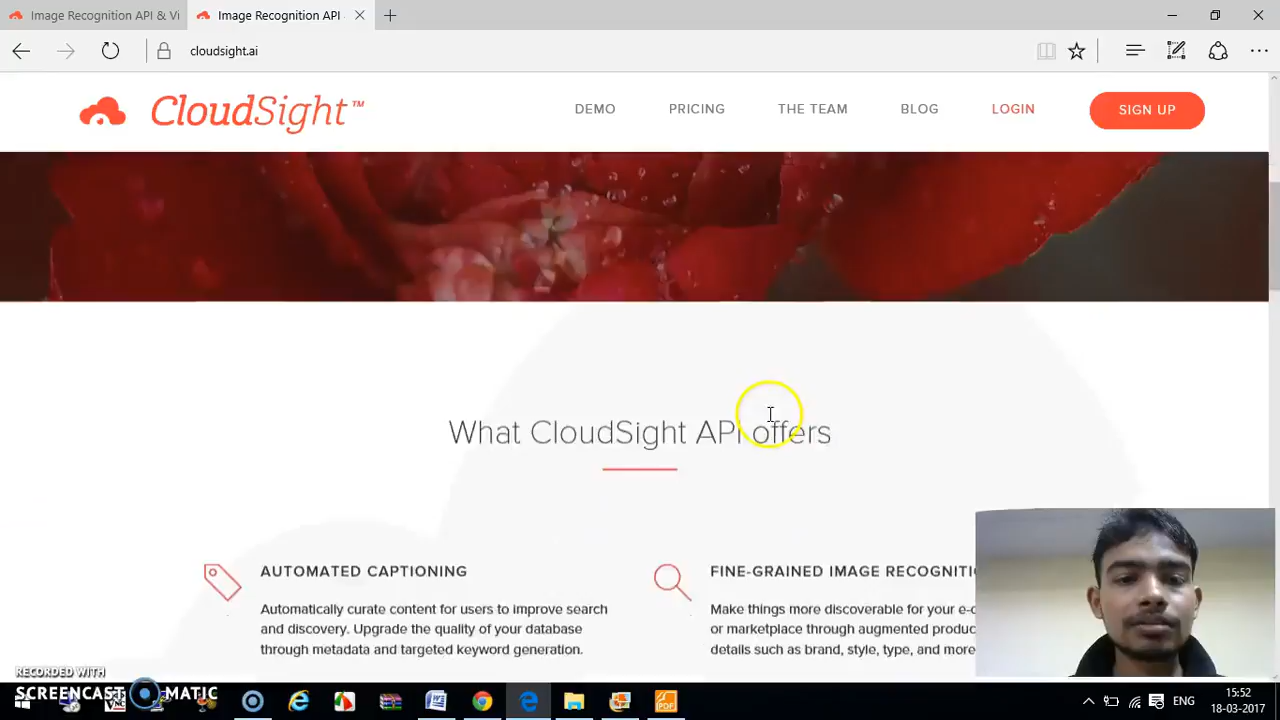 Image Recognition API & Vi
Image Recognition API
cloudsight.ai
CloudSight™
DEMO
PRICING
THE TEAM
BLOG
LOGIN
SIGN UP
What CloudSight API offers
AUTOMATED CAPTIONING
Automatically curate content for users to improve search
and discovery. Upgrade the quality of your database
through metadata and targeted keyword generation.
FINE-GRAINED IMAGE
Make things more discoverable for your
or marketplace through augmented
details such as brand, style, type, and more
RECORDED WITH
SCREENCAST MATIC
ENG
15:52
18-03-2017